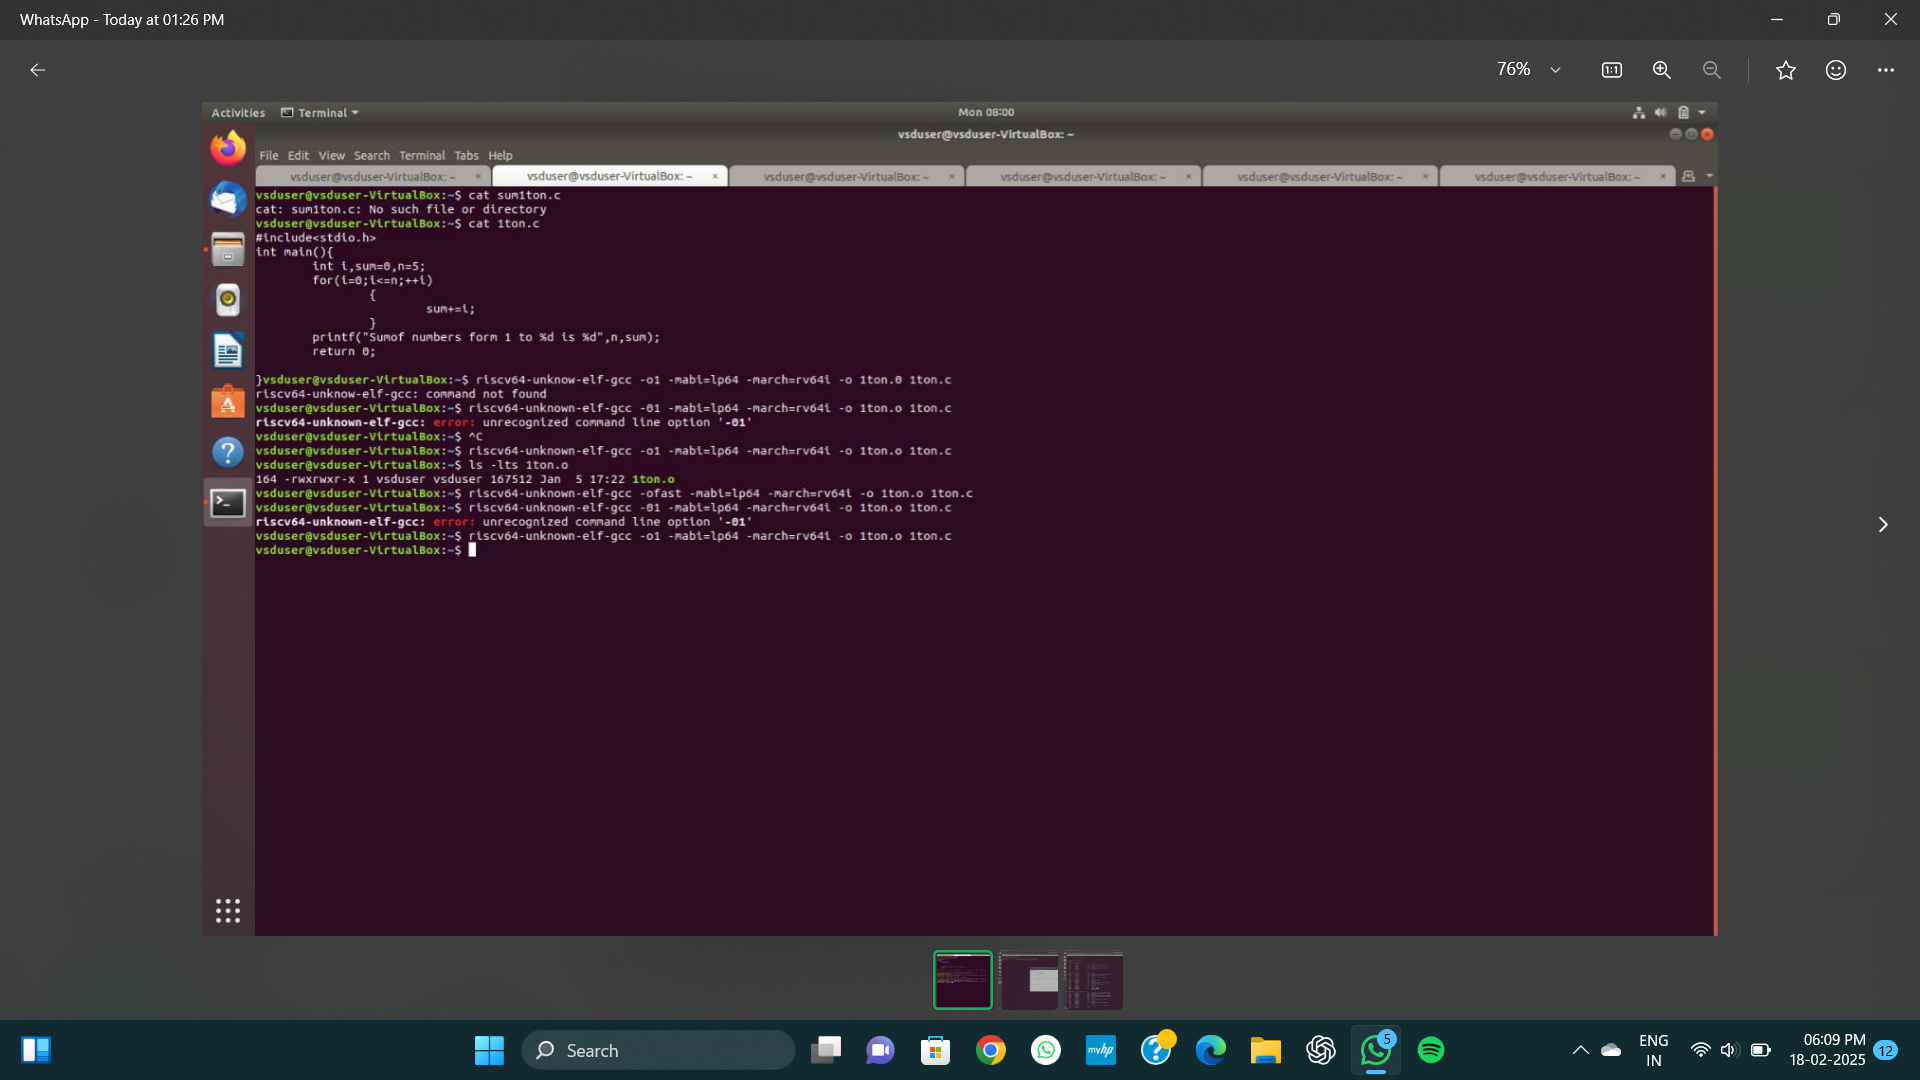 WhatsApp - Today at 01:26 PM
76%
1:1
Activities Terminal Mon 08:00
vsduser@vsduser-VirtualBox: ~
File Edit View Search Terminal Tabs Help
vsduser@vsduser-VirtualBox: ~ × vsduser@vsduser-VirtualBox: ~ × vsduser@vsduser-VirtualBox: ~ × vsduser@vsduser-VirtualBox: ~ × vsduser@vsduser-VirtualBox: ~ × vsduser@vsduser-VirtualBox: ~ ×
vsduser@vsduser-VirtualBox:~$ cat sum1ton.c
cat: sum1ton.c: No such file or directory
vsduser@vsduser-VirtualBox:~$ cat 1ton.c
#include<stdio.h>
int main(){
int i,sum=0,n=5;
for(i=0;i<=n;++i)
{
sum+=i;
}
printf("Sumof numbers form 1 to %d is %d",n,sum);
return 0;
}vsduser@vsduser-VirtualBox:~$ riscv64-unknow-elf-gcc -o1 -mabi=lp64 -march=rv64i -o 1ton.0 1ton.c
riscv64-unknow-elf-gcc: command not found
vsduser@vsduser-VirtualBox:~$ riscv64-unknown-elf-gcc -01 -mabi=lp64 -march=rv64i -o 1ton.o 1ton.c
riscv64-unknown-elf-gcc: error: unrecognized command line option '-01'
vsduser@vsduser-VirtualBox:~$ ^C
vsduser@vsduser-VirtualBox:~$ riscv64-unknown-elf-gcc -o1 -mabi=lp64 -march=rv64i -o 1ton.o 1ton.c
vsduser@vsduser-VirtualBox:~$ ls -lts 1ton.o
164 -rwxrwxr-x 1 vsduser vsduser 167512 Jan  5 17:22 1ton.o
vsduser@vsduser-VirtualBox:~$ riscv64-unknown-elf-gcc -ofast -mabi=lp64 -march=rv64i -o 1ton.o 1ton.c
vsduser@vsduser-VirtualBox:~$ riscv64-unknown-elf-gcc -01 -mabi=lp64 -march=rv64i -o 1ton.o 1ton.c
riscv64-unknown-elf-gcc: error: unrecognized command line option '-01'
vsduser@vsduser-VirtualBox:~$ riscv64-unknown-elf-gcc -o1 -mabi=lp64 -march=rv64i -o 1ton.o 1ton.c
vsduser@vsduser-VirtualBox:~$
Search
myhp
5
ENG
IN
06:09 PM
18-02-2025
12